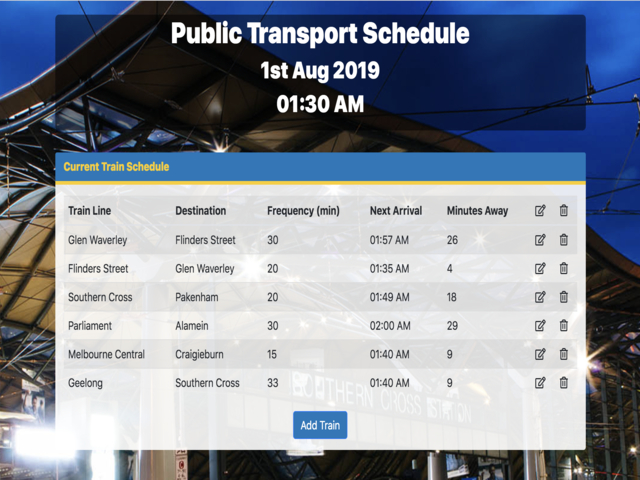 Public Transport Schedule
1st Aug 2019
01:30 AM
Current Train Schedule
Train Line Destination Frequency (min) Next Arrival Minutes Away
Glen Waverley Flinders Street 30 01:57 AM 26
Flinders Street Glen Waverley 20 01:35 AM 4
Southern Cross Pakenham 20 01:49 AM 18
Parliament Alamein 30 02:00 AM 29
Melbourne Central Craigieburn 15 01:40 AM 9
Geelong Southern Cross 33 01:40 AM 9
SOUTHERN CROSS STATION
Add Train